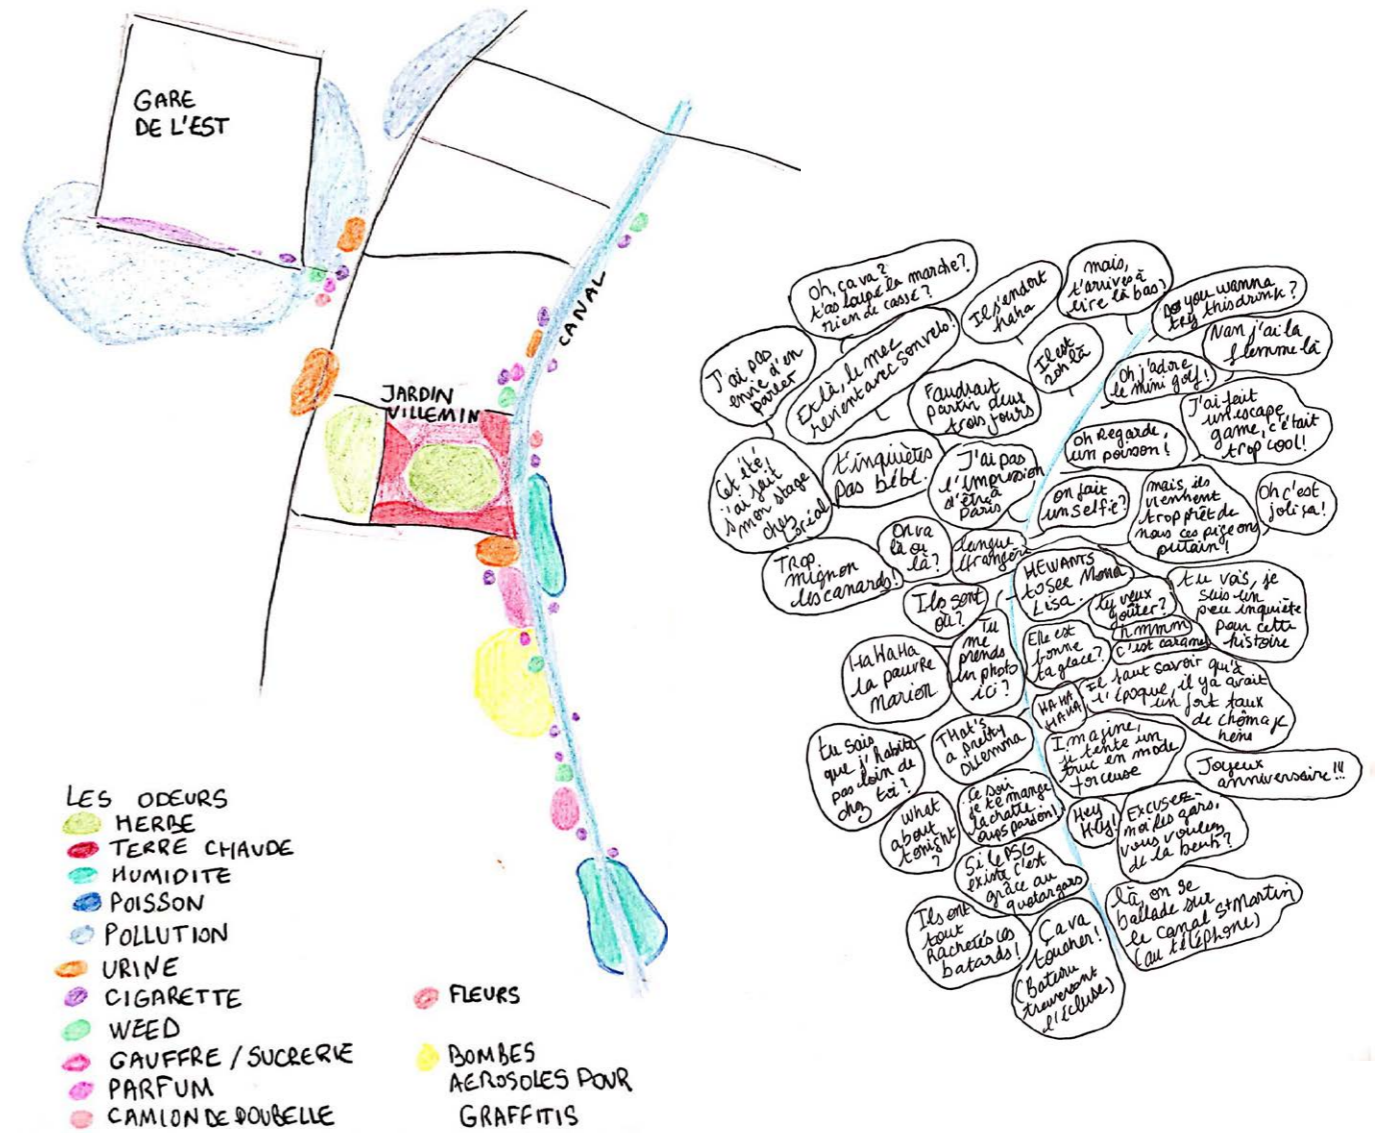 GARE
DE L'EST
JARDIN
VILLEMIN
CANAL
LES ODEURS
HERBE
TERRE CHAUDE
HUMIDITE
POISSON
POLLUTION
URINE
CIGARETTE
WEED
GAUFFRE / SUCRERIE
PARFUM
CAMION DE POUBELLE
FLEURS
BOMBES
AEROSOLES POUR
GRAFFITIS
Oh, ça va?
t'as loupé la marche?
rien de cassé?
Il s'endort
haha
mais,
t'arrives à
lire là bas?
Do you wanna
try this drink?
J'ai pas
envie d'en
parler
Et là, le mec
revient avec son velo!
Faudrait
partir deux
trois jours
Il est
20h là
Oh j'adore
le mini golf!
Nan j'ai la
flemme là
J'ai fait
un escape
game, c'était
trop cool!
Cet été,
j'ai fait
mon stage
chez
L'oréal
t'inquiètes
pas bébé.
J'ai pas
l'impression
d'être à
Paris
Oh Regarde,
un poisson!
on fait
un selfie?
mais, ils
viennent
trop prêt de
nous ces pigeons
putain!
Oh c'est
joli ça!
Trop
mignon
les canards!
On va
là ou
là?
langue
étrangère
HE WANTS
to see Mona
Lisa.
tu veux
goûter?
hmmm
c'est caramel
tu vois, je
suis un
peu inquiète
pour cette
histoire
Ils sont
où?
HaHaHa
la pauvre
Marion
Tu
me
prends
en photo
ici?
Elle est
bonne
ta glace?
HA HA
HAHA
Il faut savoir qu'à
l'époque, il y a avait
un fort taux
de chômage
hein
tu sais
que j'habite
pas loin de
chez toi?
THAT'S
a pretty
DILEMMA
Imagine,
je tente un
truc en mode
forceuse
Joyeux
anniversaire!!!
What
about
tonight
?
Ce soir
je te mange
la chatte
oups pardon!
Hey
Hey!
Excusez-
moi les gars,
vous voulez
de la beuh?
Si le PSG
existe c'est
grâce au
quatar gars
Ils ont
tout
Rachetés les
batards!
Ça va
toucher!
(Bateau
traversant
l'écluse)
là, on se
ballade sur
le canal St Martin
(au téléphone)